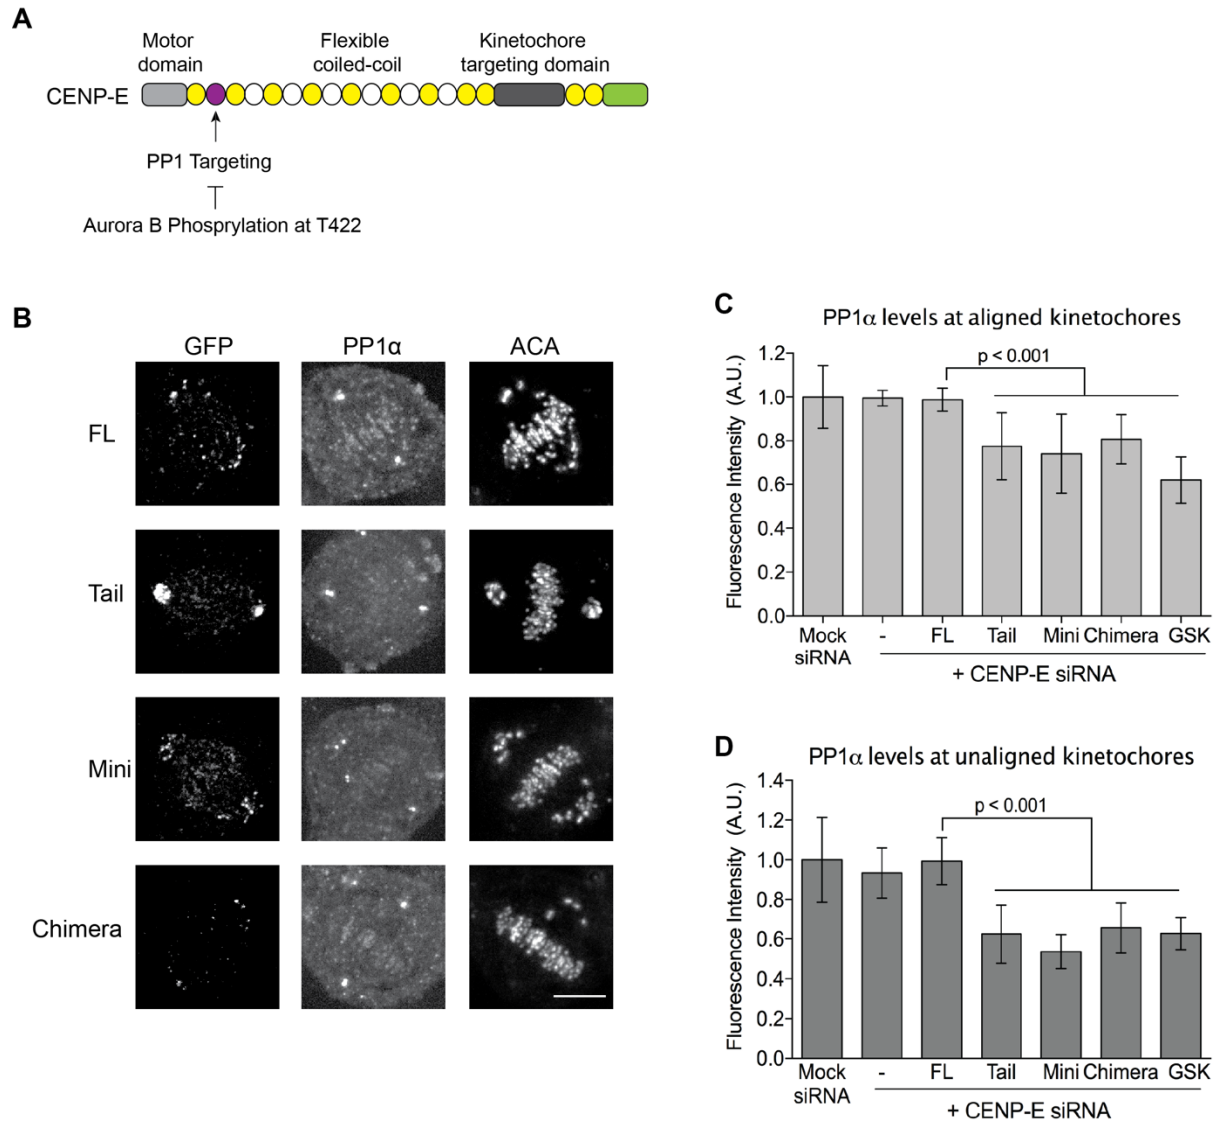 A
Motor
domain
Flexible
coiled-coil
Kinetochore
targeting domain
CENP-E
PP1 Targeting
Aurora B Phosprylation at T422
B
GFP PP1α ACA
FL
Tail
Mini
Chimera
C
PP1α levels at aligned kinetochores
Fluorescence Intensity (A.U.)
1.2
1.0
0.8
0.6
0.4
0.2
0.0
p < 0.001
Mock
siRNA
- FL Tail Mini Chimera GSK
+ CENP-E siRNA
D
PP1α levels at unaligned kinetochores
Fluorescence Intensity (A.U.)
1.4
1.2
1.0
0.8
0.6
0.4
0.2
0.0
p < 0.001
Mock
siRNA
- FL Tail Mini Chimera GSK
+ CENP-E siRNA